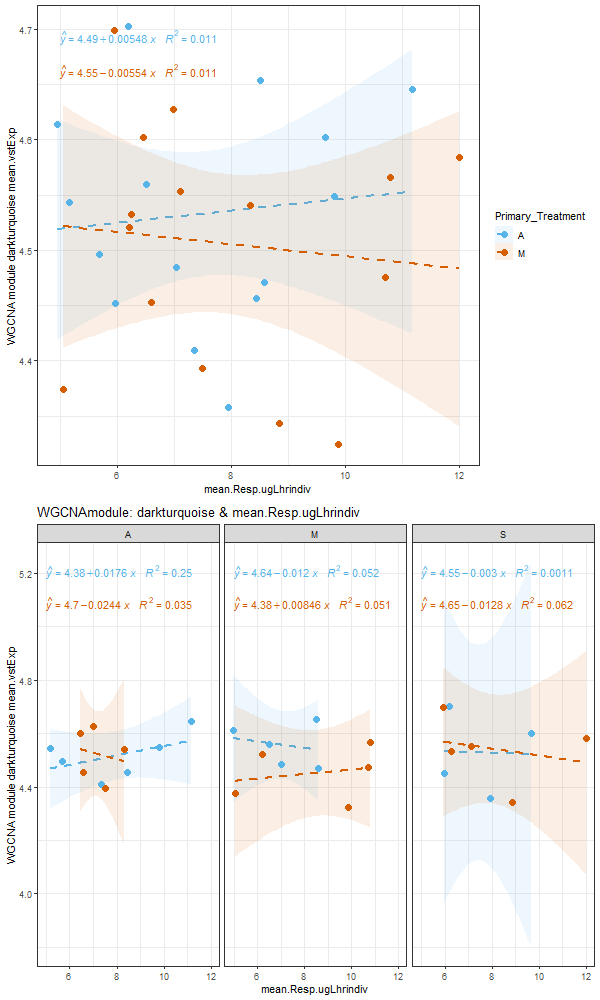 ŷ = 4.49 + 0.00548 x   R² = 0.011
ŷ = 4.55 − 0.00554 x   R² = 0.011
4.7
4.6
4.5
4.4
WGCNA module darkturquoise mean.vstExp
6 8 10 12
mean.Resp.ugLhrindiv
Primary_Treatment
A
M
WGCNAmodule: darkturquoise & mean.Resp.ugLhrindiv
A M S
ŷ = 4.38 + 0.0176 x   R² = 0.25
ŷ = 4.7 − 0.0244 x   R² = 0.035
ŷ = 4.64 − 0.012 x   R² = 0.052
ŷ = 4.38 + 0.00846 x   R² = 0.051
ŷ = 4.55 − 0.003 x   R² = 0.0011
ŷ = 4.65 − 0.0128 x   R² = 0.062
5.2
4.8
4.4
4.0
WGCNA module darkturquoise mean.vstExp
6 8 10 12 6 8 10 12 6 8 10 12
mean.Resp.ugLhrindiv